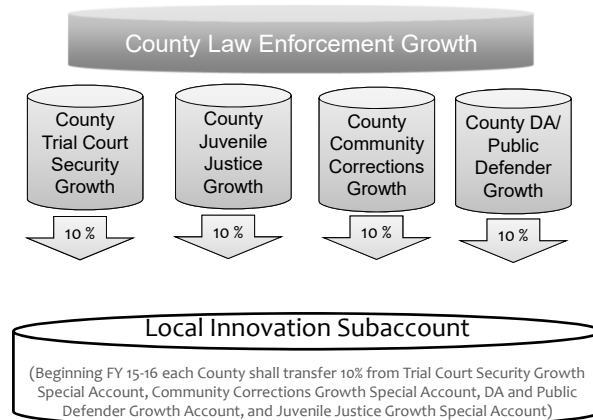 County Law Enforcement Growth
County
Trial Court
Security
Growth
County
Juvenile
Justice
Growth
County
Community
Corrections
Growth
County DA/
Public
Defender
Growth
10 %
10 %
10 %
10 %
Local Innovation Subaccount
(Beginning FY 15-16 each County shall transfer 10% from Trial Court Security Growth
Special Account, Community Corrections Growth Special Account, DA and Public
Defender Growth Account, and Juvenile Justice Growth Special Account)